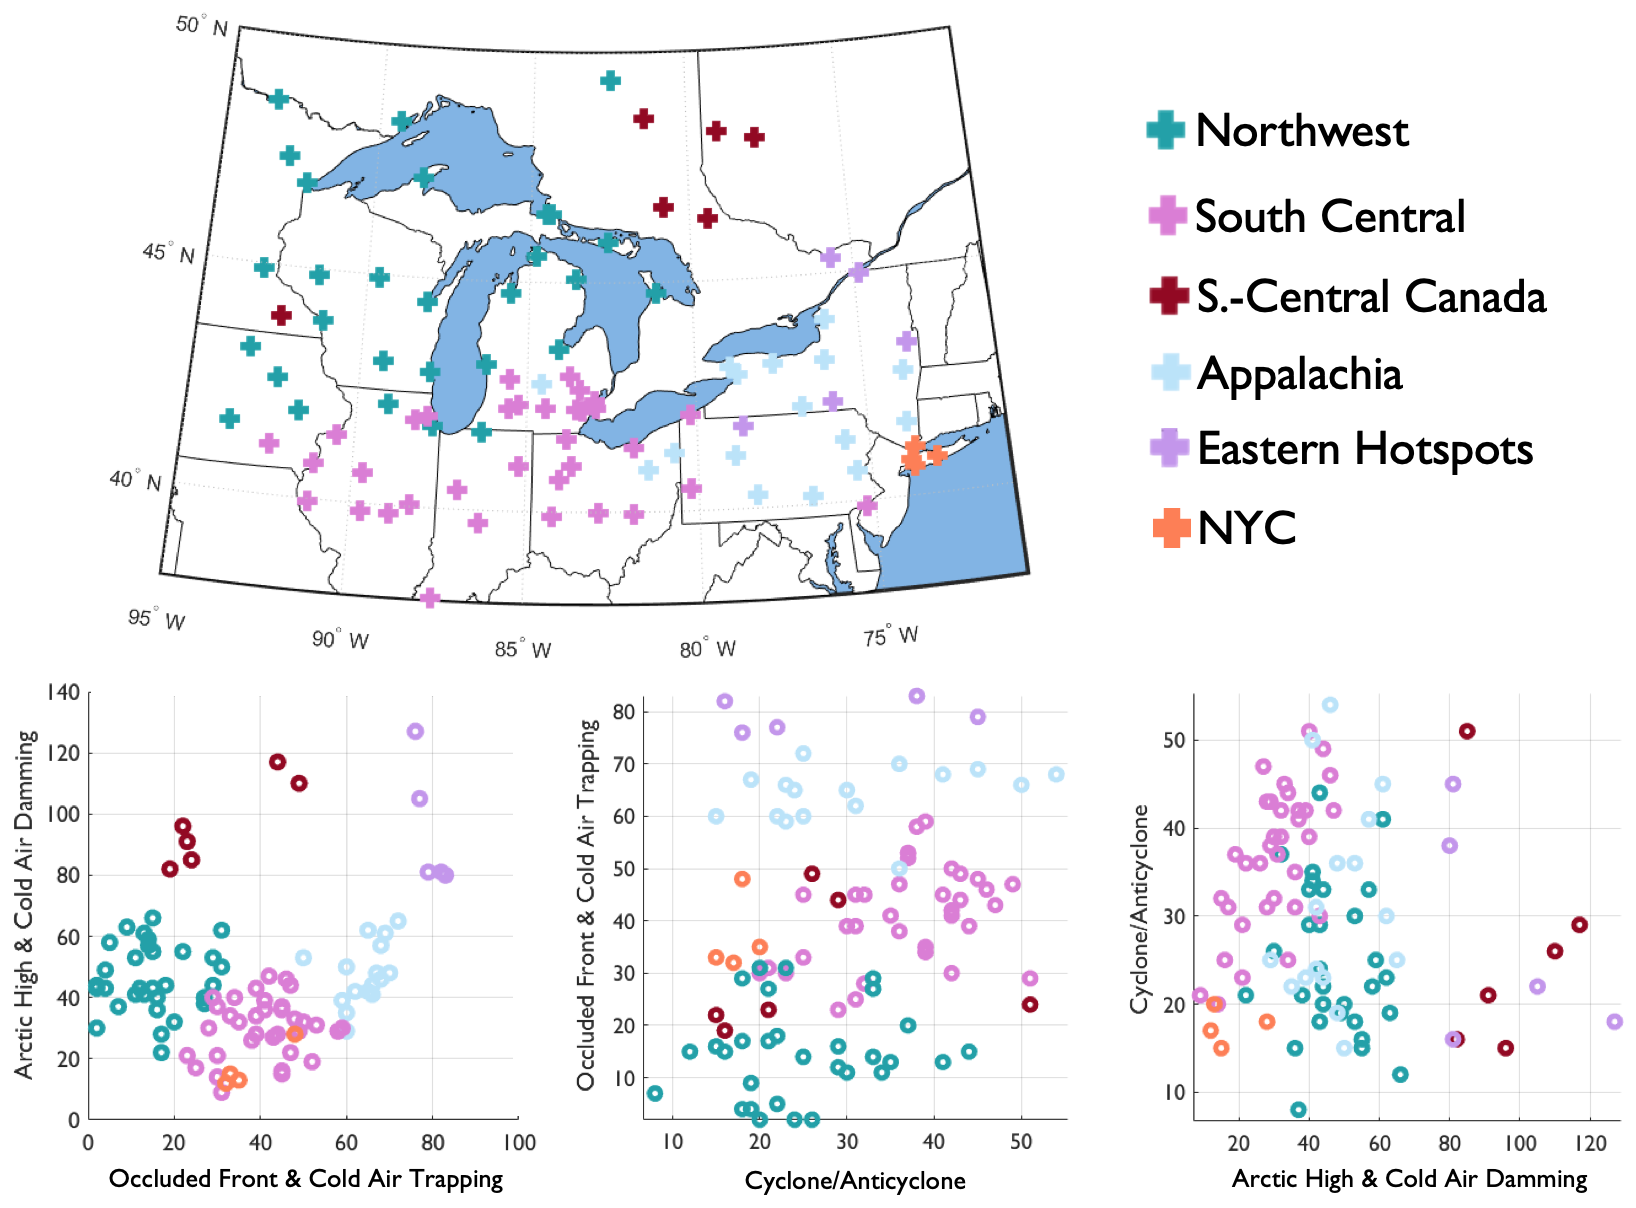 50° N
45° N
40° N
95° W
90° W
85° W
80° W
75° W
Northwest
South Central
S.-Central Canada
Appalachia
Eastern Hotspots
NYC
Arctic High & Cold Air Damming
140
120
100
80
60
40
20
0
0 20 40 60 80 100
Occluded Front & Cold Air Trapping
Occluded Front & Cold Air Trapping
80
70
60
50
40
30
20
10
10 20 30 40 50
Cyclone/Anticyclone
Cyclone/Anticyclone
50
40
30
20
10
20 40 60 80 100 120
Arctic High & Cold Air Damming